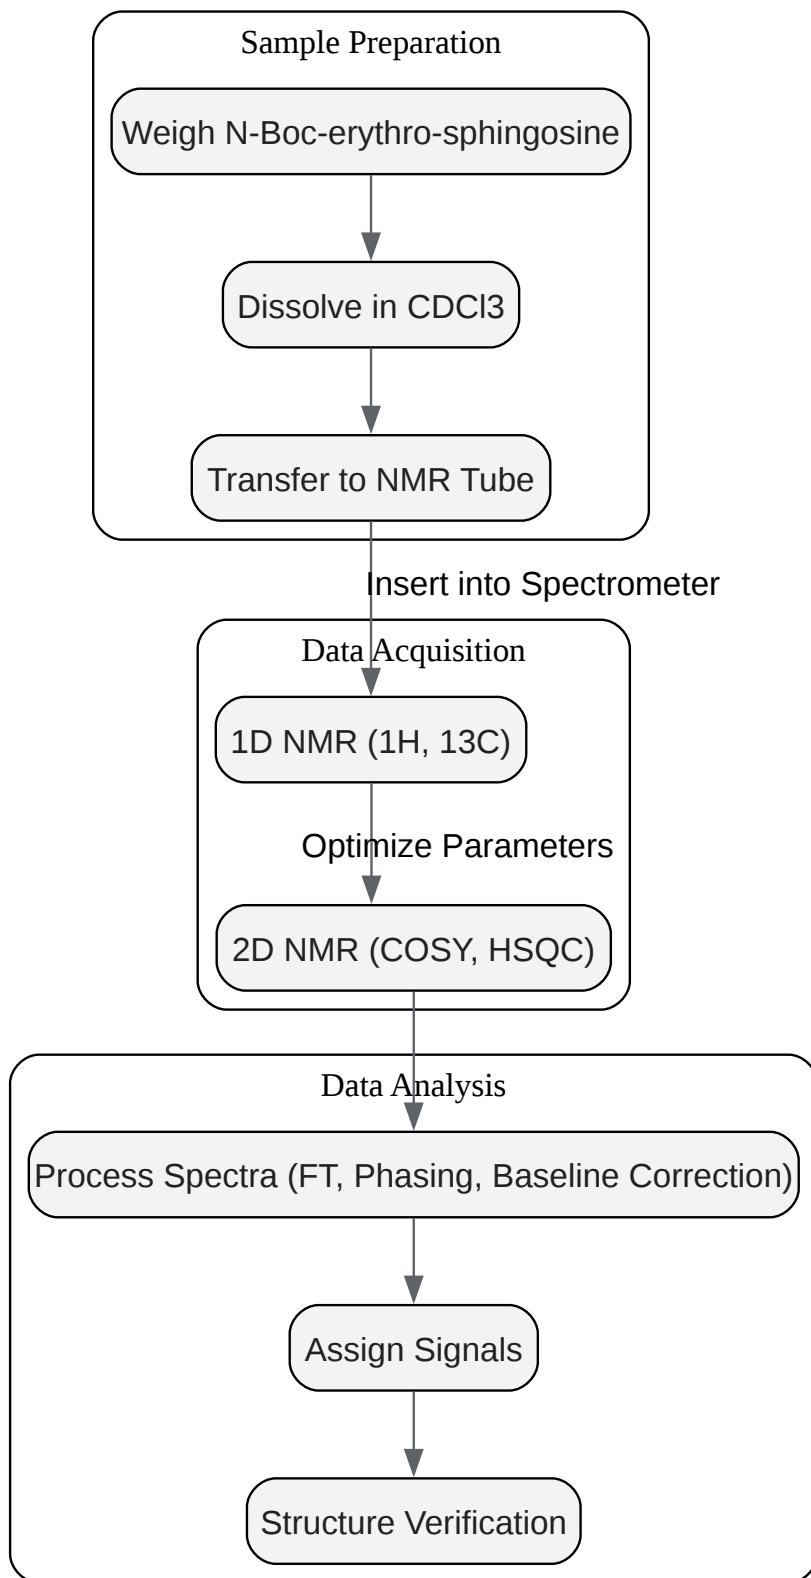 Sample Preparation
Weigh N-Boc-erythro-sphingosine
Dissolve in CDCl3
Transfer to NMR Tube
Insert into Spectrometer
Data Acquisition
1D NMR (1H, 13C)
Optimize Parameters
2D NMR (COSY, HSQC)
Data Analysis
Process Spectra (FT, Phasing, Baseline Correction)
Assign Signals
Structure Verification